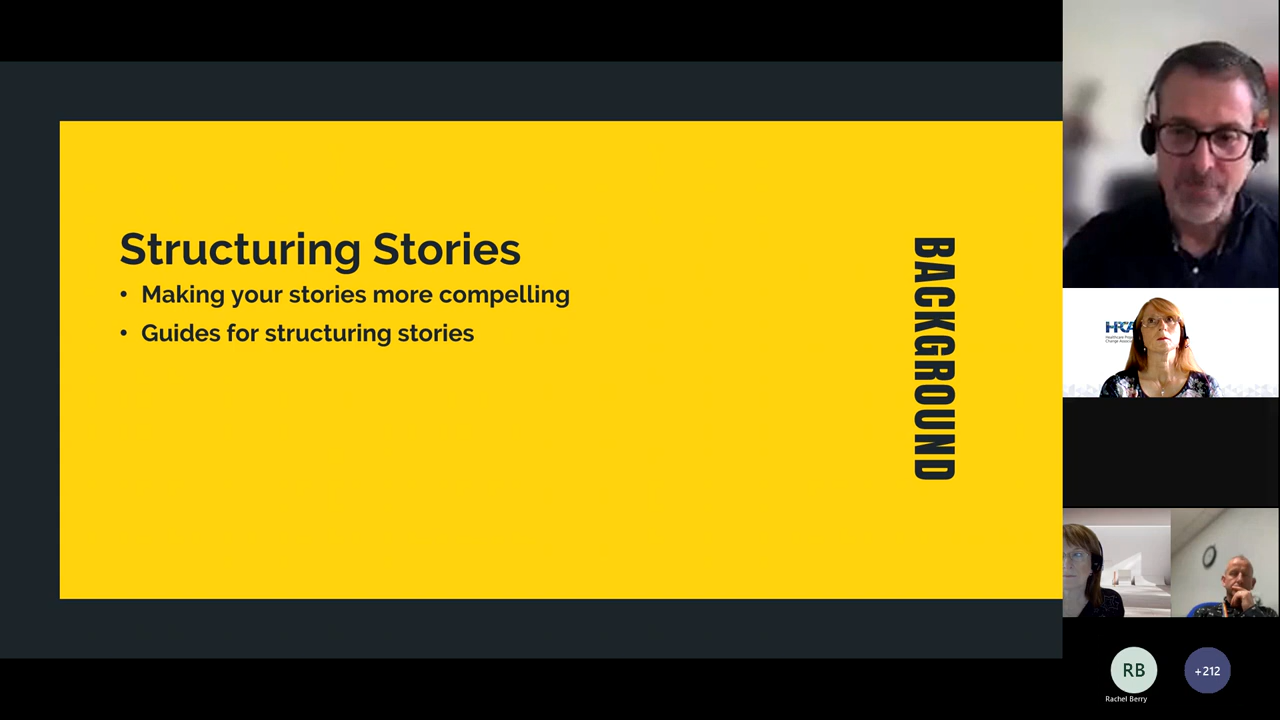 Structuring Stories
• Making your stories more compelling
• Guides for structuring stories
BACKGROUND
RB
Rachel Berry
+212